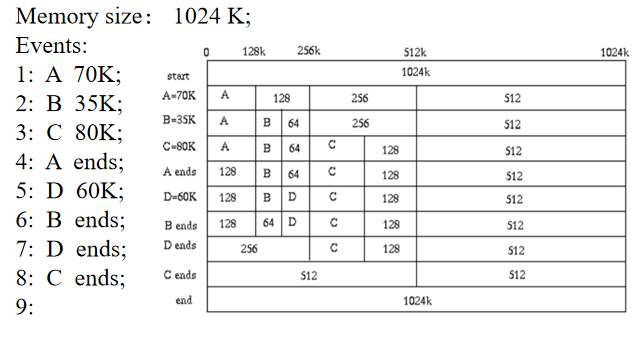 Memory size： 1024 K;
Events:
1: A 70K;
2: B 35K;
3: C 80K;
4: A ends;
5: D 60K;
6: B ends;
7: D ends;
8: C ends;
9:
0 128k 256k 512k 1024k
start 1024k
A=70K A 128 256 512
B=35K A B 64 256 512
C=80K A B 64 C 128 512
A ends 128 B 64 C 128 512
D=60K 128 B D C 128 512
B ends 128 64 D C 128 512
D ends 256 C 128 512
C ends 512 512
end 1024k